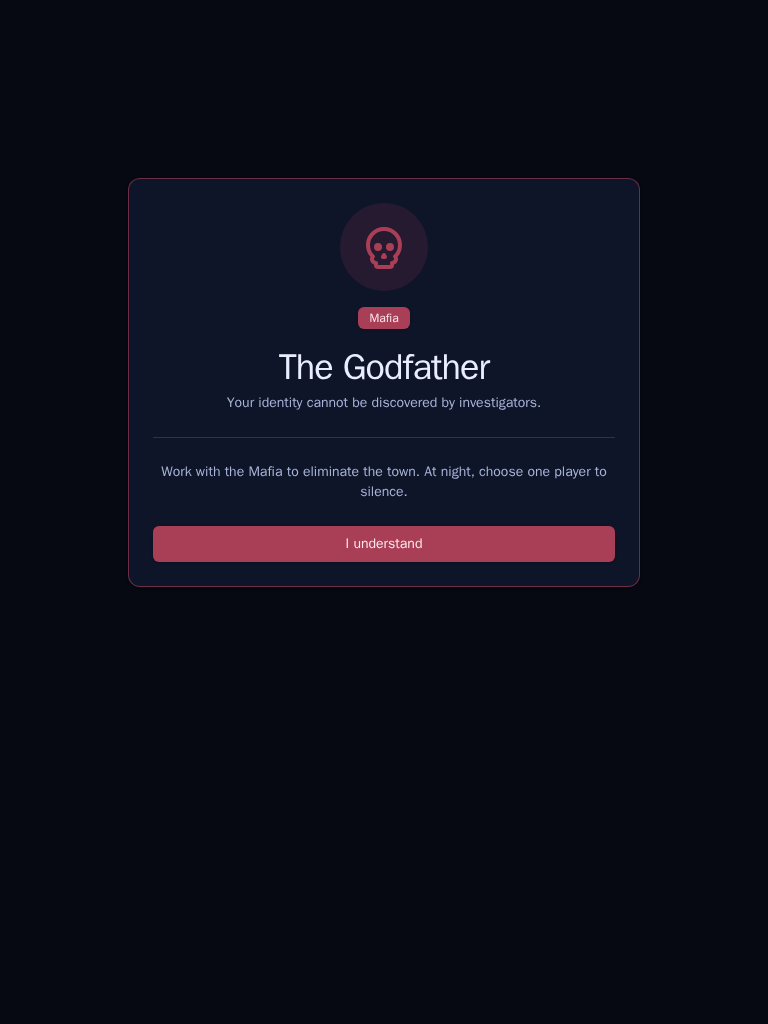 Mafia
The Godfather
Your identity cannot be discovered by investigators.
Work with the Mafia to eliminate the town. At night, choose one player to
silence.
I understand